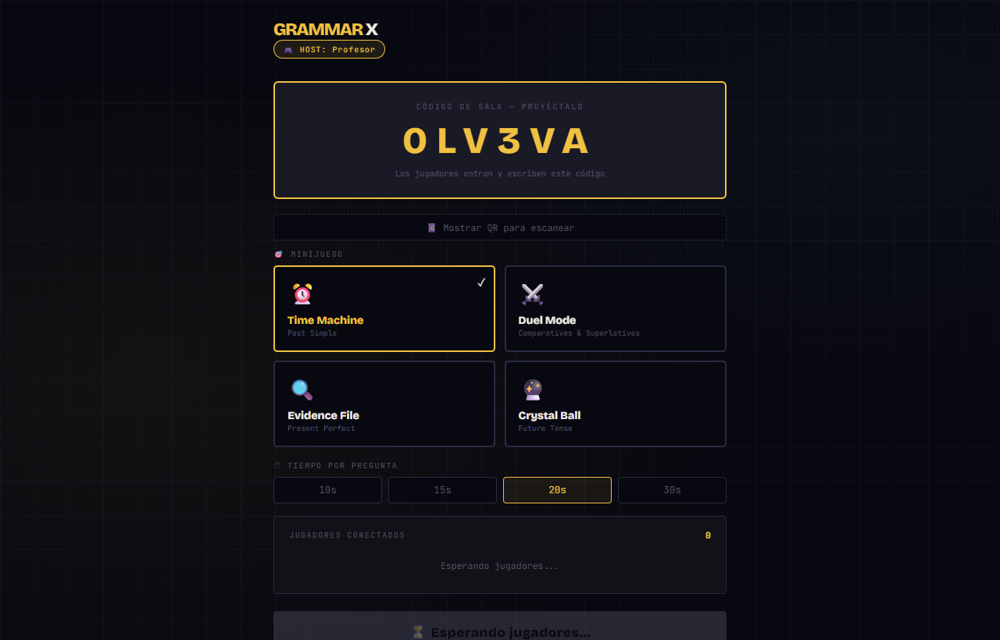 GRAMMAR X
🎮 HOST: Profesor
CÓDIGO DE SALA — PROYÉCTALO
OLV3VA
Los jugadores entran y escriben este código
Mostrar QR para escanear
🎯 MINIJUEGO
✓
Time Machine
Past Simple
Duel Mode
Comparatives & Superlatives
Evidence File
Present Perfect
Crystal Ball
Future Tense
⏱ TIEMPO POR PREGUNTA
10s
15s
20s
30s
JUGADORES CONECTADOS
0
Esperando jugadores...
⏳ Esperando jugadores...